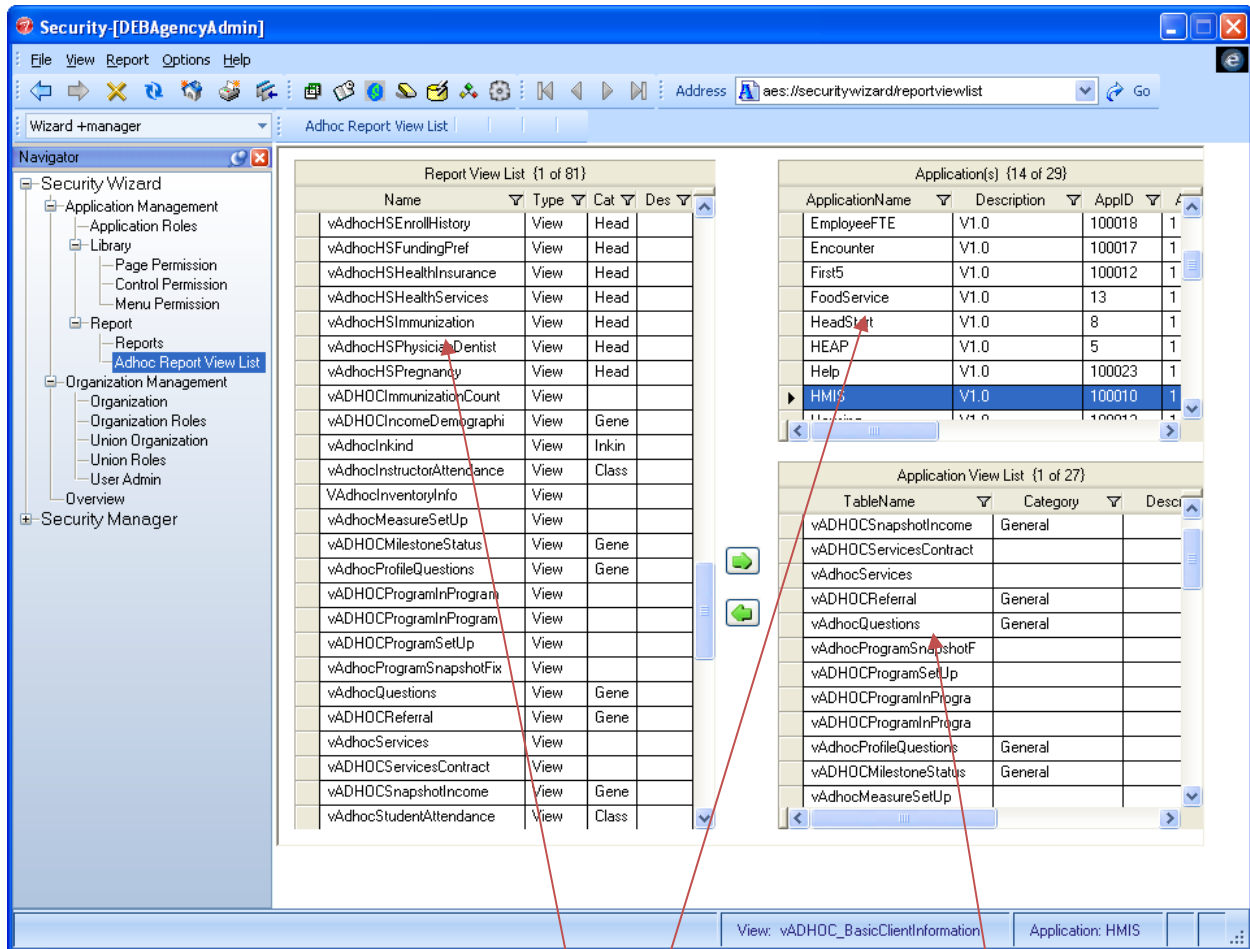 Security-[DEBAgencyAdmin]
File View Report Options Help
Address aes://securitywizard/reportviewlist Go
Wizard +manager Adhoc Report View List
Navigator
Security Wizard
Application Management
Application Roles
Library
Page Permission
Control Permission
Menu Permission
Report
Reports
Adhoc Report View List
Organization Management
Organization
Organization Roles
Union Organization
Union Roles
User Admin
Overview
Security Manager
Report View List {1 of 81}
Name Type Cat Des
vAdhocHSEnrollHistory View Head
vAdhocHSFundingPref View Head
vAdhocHSHealthInsurance View Head
vAdhocHSHealthServices View Head
vAdhocHSImmunization View Head
vAdhocHSPhysicianDentist View Head
vAdhocHSPregnancy View Head
vADHOCImmunizationCount View
vADHOCIncomeDemographi View Gene
vAdhocInkind View Inkin
vAdhocInstructorAttendance View Class
VAdhocInventoryInfo View
vAdhocMeasureSetUp View
vADHOCMilestoneStatus View Gene
vAdhocProfileQuestions View Gene
vADHOCProgramInProgram View
vADHOCProgramInProgram View
vADHOCProgramSetUp View
vAdhocProgramSnapshotFix View
vAdhocQuestions View Gene
vADHOCReferral View Gene
vAdhocServices View
vADHOCServicesContract View
vADHOCSnapshotIncome View Gene
vAdhocStudentAttendance View Class
Application(s) {14 of 29}
ApplicationName Description AppID A
EmployeeFTE V1.0 100018 1
Encounter V1.0 100017 1
First5 V1.0 100012 1
FoodService V1.0 13 1
HeadStart V1.0 8 1
HEAP V1.0 5 1
Help V1.0 100023 1
HMIS V1.0 100010 1
Housing V1.0 100013 1
Application View List {1 of 27}
TableName Category Descr
vADHOCSnapshotIncome General
vADHOCServicesContract
vAdhocServices
vADHOCReferral General
vAdhocQuestions General
vAdhocProgramSnapshotF
vADHOCProgramSetUp
vADHOCProgramInProgra
vADHOCProgramInProgra
vAdhocProfileQuestions General
vADHOCMilestoneStatus General
vAdhocMeasureSetUp
View: vADHOC_BasicClientInformation Application: HMIS